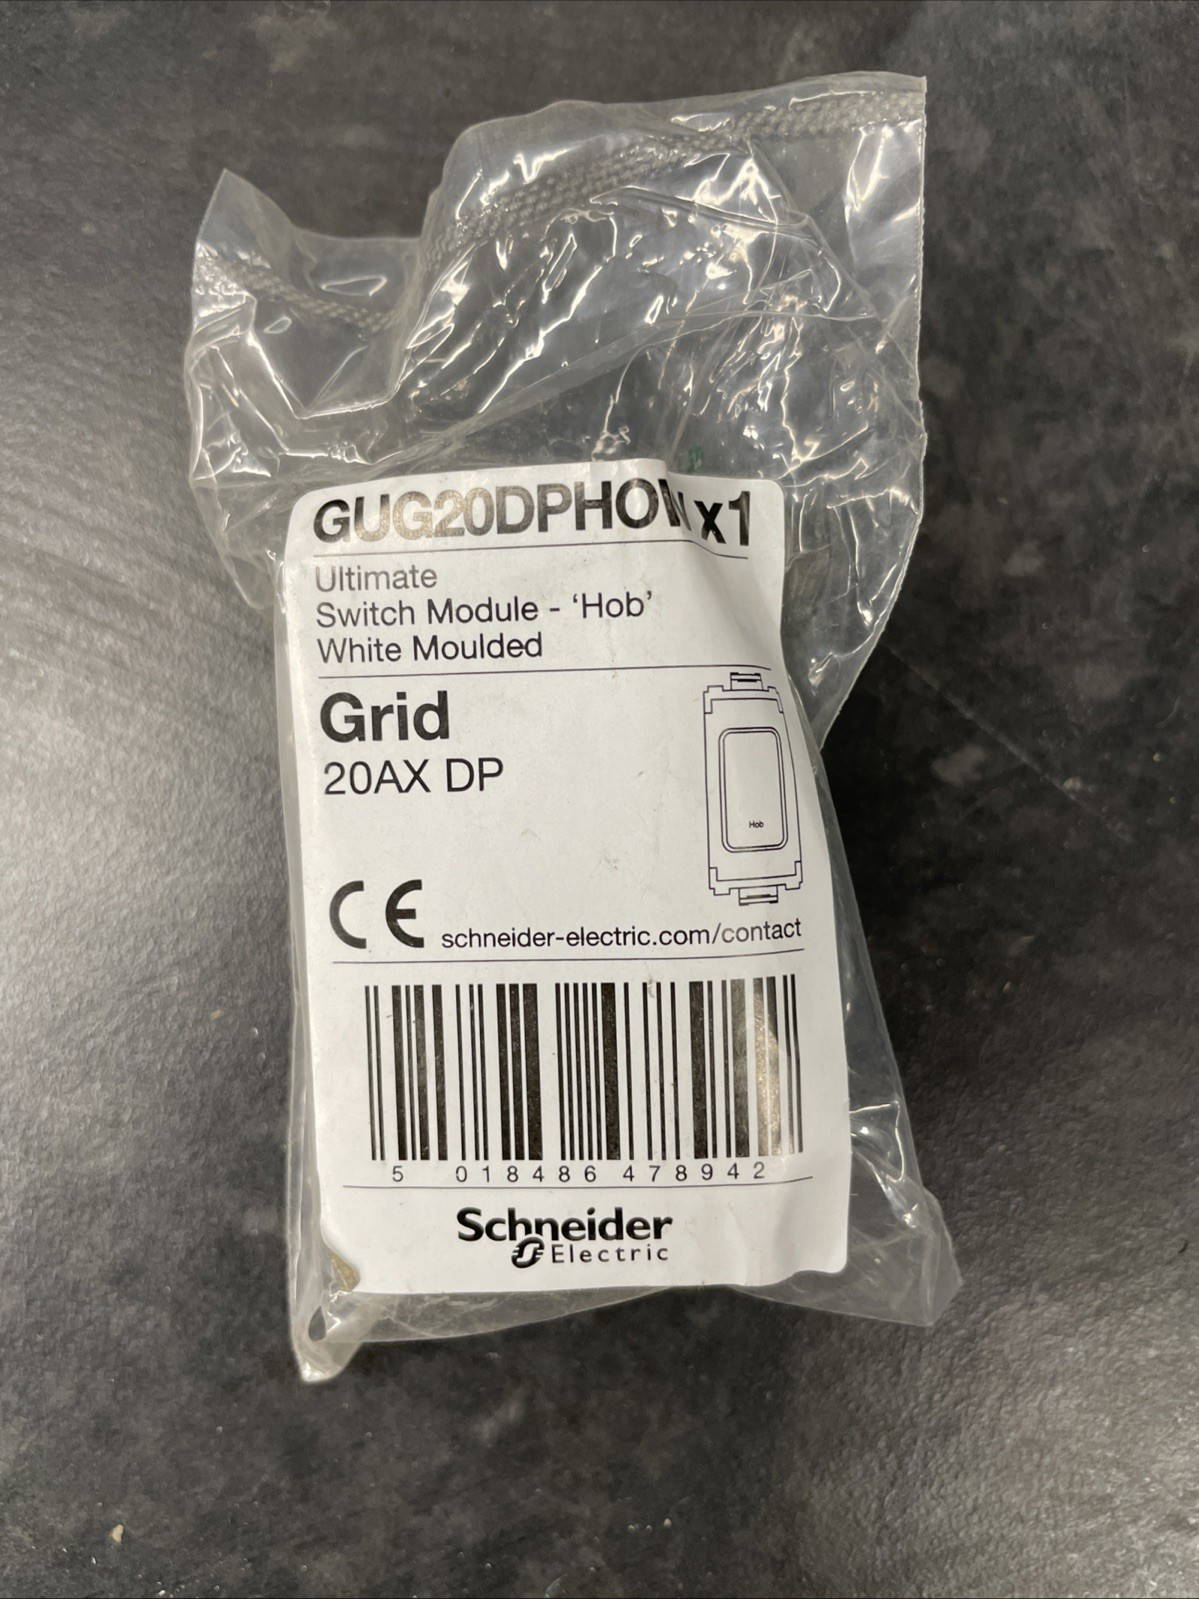 GUG20DPHOW x1
Ultimate
Switch Module - ‘Hob’
White Moulded
Grid
20AX DP
Hob
CE schneider-electric.com/contact
5 018486 478942
Schneider
Electric